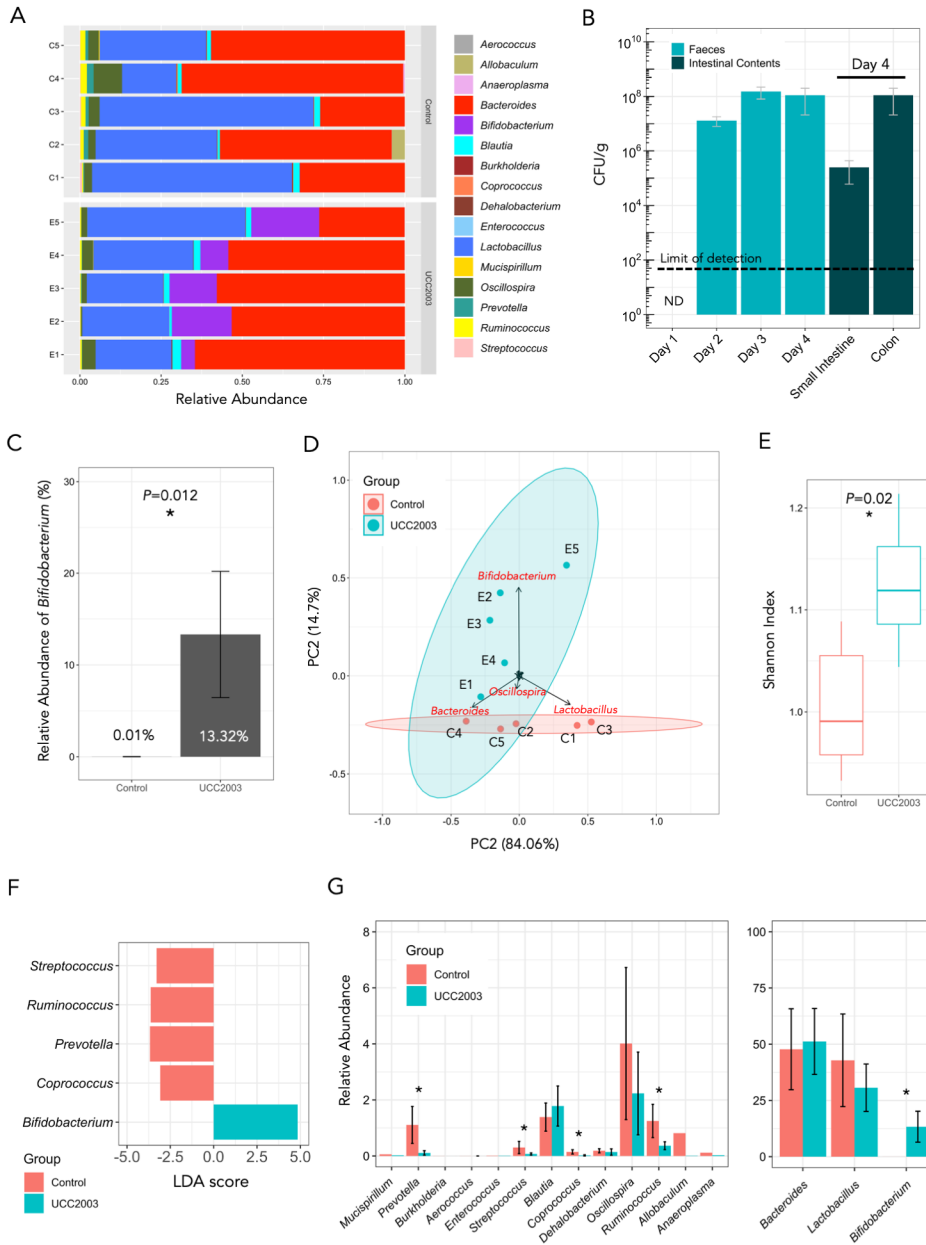 A
C5
C4
C3
C2
C1
Control
E5
E4
E3
E2
E1
UCC2003
0.00
0.25
0.50
0.75
1.00
Relative Abundance
Aerococcus
Allobaculum
Anaeroplasma
Bacteroides
Bifidobacterium
Blautia
Burkholderia
Coprococcus
Dehalobacterium
Enterococcus
Lactobacillus
Mucispirillum
Oscillospira
Prevotella
Ruminococcus
Streptococcus
B
Faeces
Intestinal Contents
Day 4
CFU/g
10¹⁰
10⁸
10⁶
10⁴
10²
10⁰
Limit of detection
ND
Day 1
Day 2
Day 3
Day 4
Small Intestine
Colon
C
Relative Abundance of Bifidobacterium (%)
30
20
10
0
P=0.012
*
0.01%
13.32%
Control
UCC2003
D
Group
Control
UCC2003
PC2 (14.7%)
1.0
0.5
0.0
-0.5
E5
Bifidobacterium
E2
E3
E4
E1
Oscillospira
Bacteroides
Lactobacillus
C4
C5
C2
C1
C3
-1.0
-0.5
0.0
0.5
1.0
PC2 (84.06%)
E
Shannon Index
1.2
1.1
1.0
P=0.02
*
Control
UCC2003
F
Streptococcus
Ruminococcus
Prevotella
Coprococcus
Bifidobacterium
-5.0
-2.5
0.0
2.5
5.0
LDA score
Group
Control
UCC2003
G
Relative Abundance
8
6
4
2
0
Group
Control
UCC2003
*
*
*
*
Mucispirillum
Prevotella
Burkholderia
Aerococcus
Enterococcus
Streptococcus
Blautia
Coprococcus
Dehalobacterium
Oscillospira
Ruminococcus
Allobaculum
Anaeroplasma
100
75
50
25
0
*
Bacteroides
Lactobacillus
Bifidobacterium